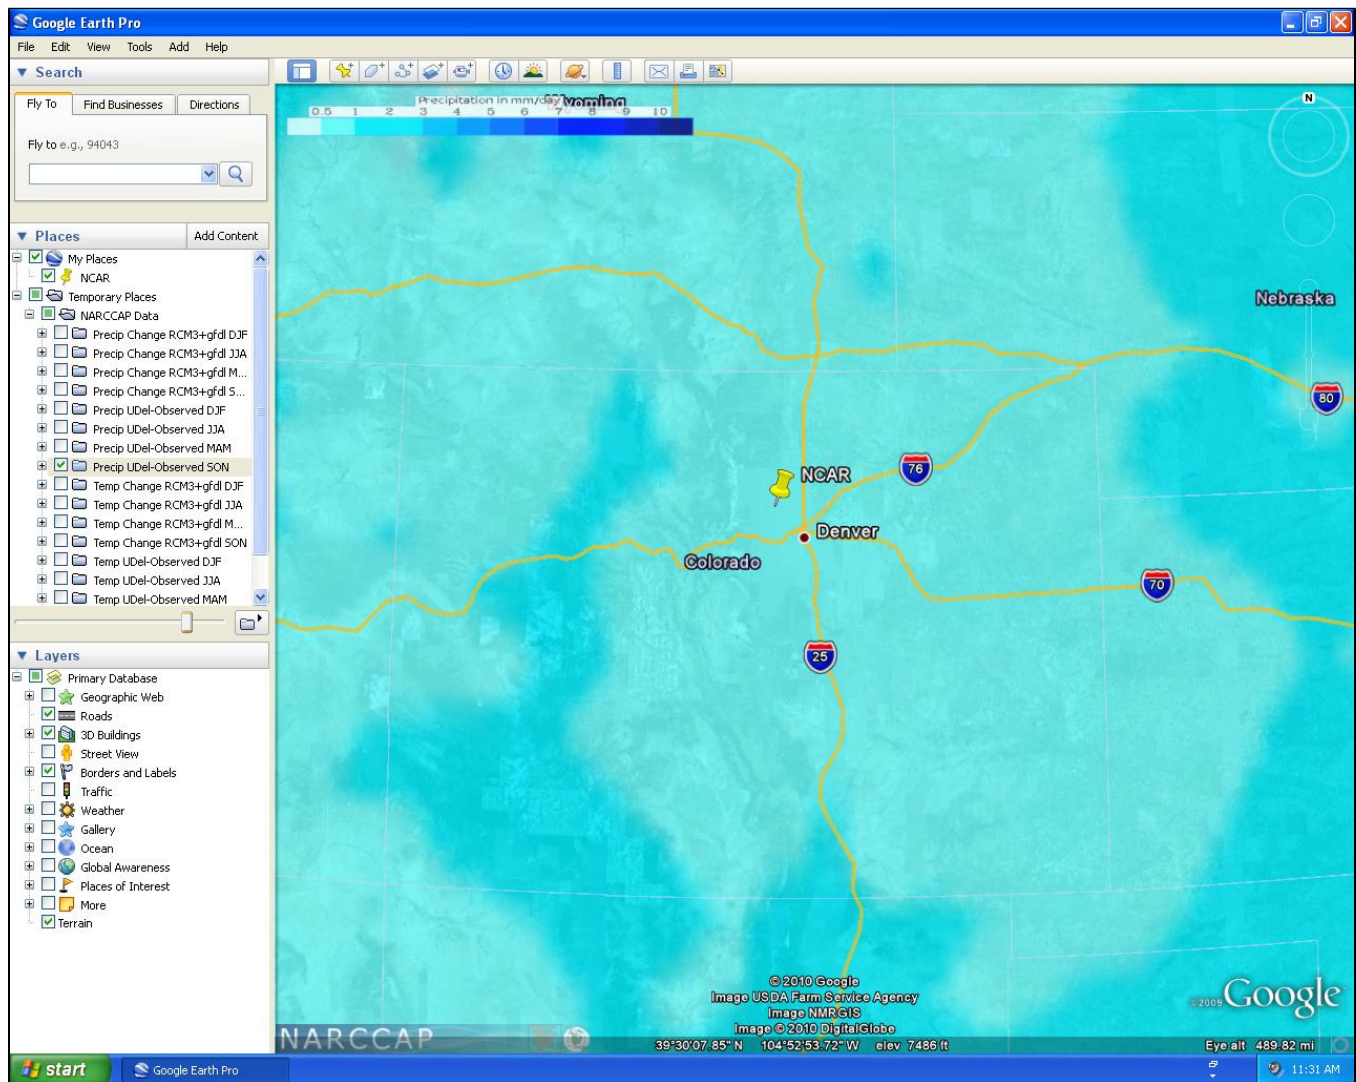 Google Earth Pro
File Edit View Tools Add Help
Search
Fly To Find Businesses Directions
Fly to e.g., 94043
Places Add Content
My Places
NCAR
Temporary Places
NARCCAP Data
Precip Change RCM3+gfdl DJF
Precip Change RCM3+gfdl JJA
Precip Change RCM3+gfdl M...
Precip Change RCM3+gfdl S...
Precip UDel-Observed DJF
Precip UDel-Observed JJA
Precip UDel-Observed MAM
Precip UDel-Observed SON
Temp Change RCM3+gfdl DJF
Temp Change RCM3+gfdl JJA
Temp Change RCM3+gfdl M...
Temp Change RCM3+gfdl SON
Temp UDel-Observed DJF
Temp UDel-Observed JJA
Temp UDel-Observed MAM
Layers
Primary Database
Geographic Web
Roads
3D Buildings
Street View
Borders and Labels
Traffic
Weather
Gallery
Ocean
Global Awareness
Places of Interest
More
Terrain
Precipitation in mm/day
Wyoming
0.5 1 2 3 4 5 6 7 8 9 10
N
Nebraska
80
NCAR
76
Denver
Colorado
70
25
© 2010 Google
Image USDA Farm Service Agency
Image NMRGIS
Image © 2010 DigitalGlobe
©2009 Google
NARCCAP
39°30'07.85" N 104°52'53.72" W elev 7486 ft
Eye alt 489.82 mi
start
Google Earth Pro
11:31 AM